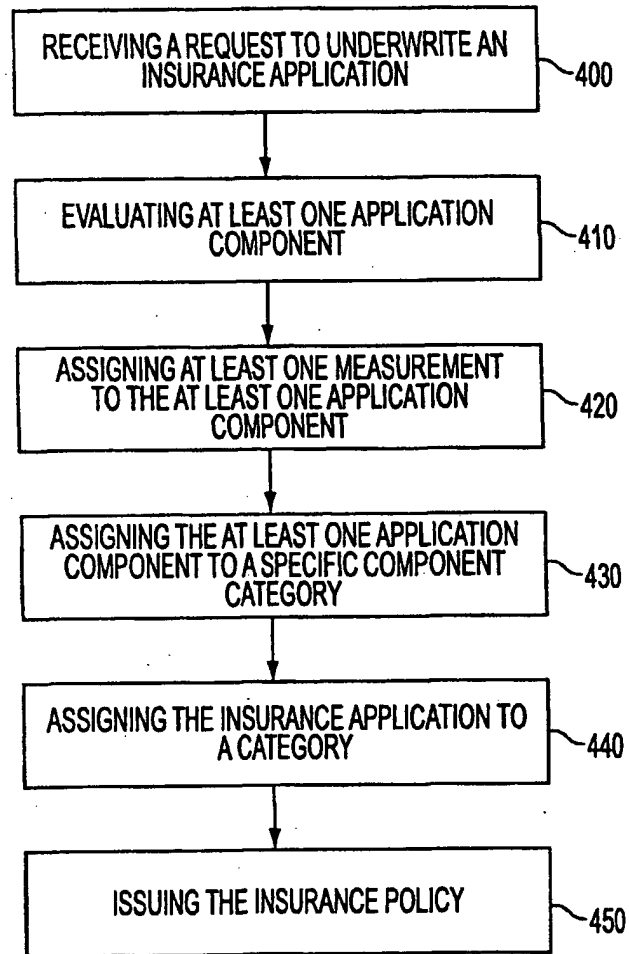 RECEIVING A REQUEST TO UNDERWRITE AN
INSURANCE APPLICATION
400
EVALUATING AT LEAST ONE APPLICATION
COMPONENT
410
ASSIGNING AT LEAST ONE MEASUREMENT
TO THE AT LEAST ONE APPLICATION
COMPONENT
420
ASSIGNING THE AT LEAST ONE APPLICATION
COMPONENT TO A SPECIFIC COMPONENT
CATEGORY
430
ASSIGNING THE INSURANCE APPLICATION TO
A CATEGORY
440
ISSUING THE INSURANCE POLICY
450